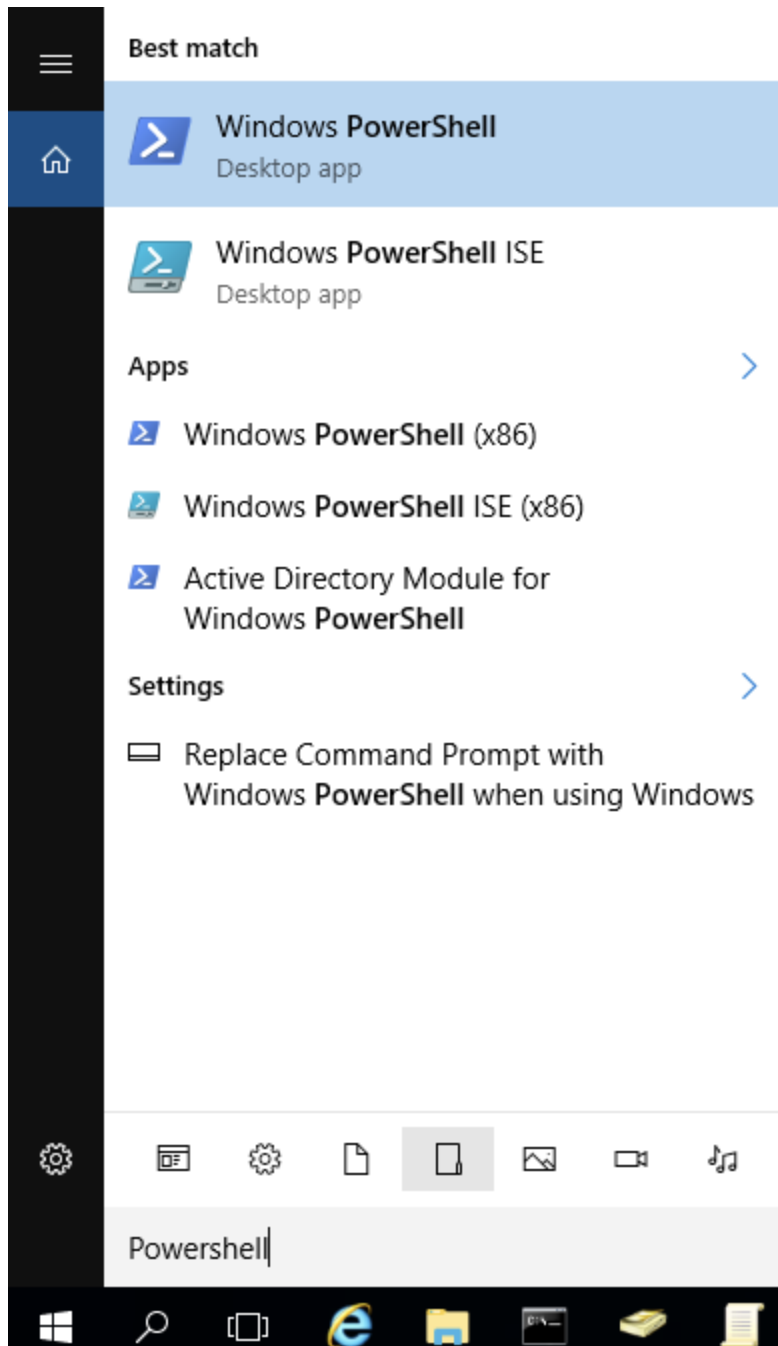 Best match
Windows PowerShell
Desktop app
Windows PowerShell ISE
Desktop app
Apps
Windows PowerShell (x86)
Windows PowerShell ISE (x86)
Active Directory Module for
Windows PowerShell
Settings
Replace Command Prompt with
Windows PowerShell when using Windows
Powershell